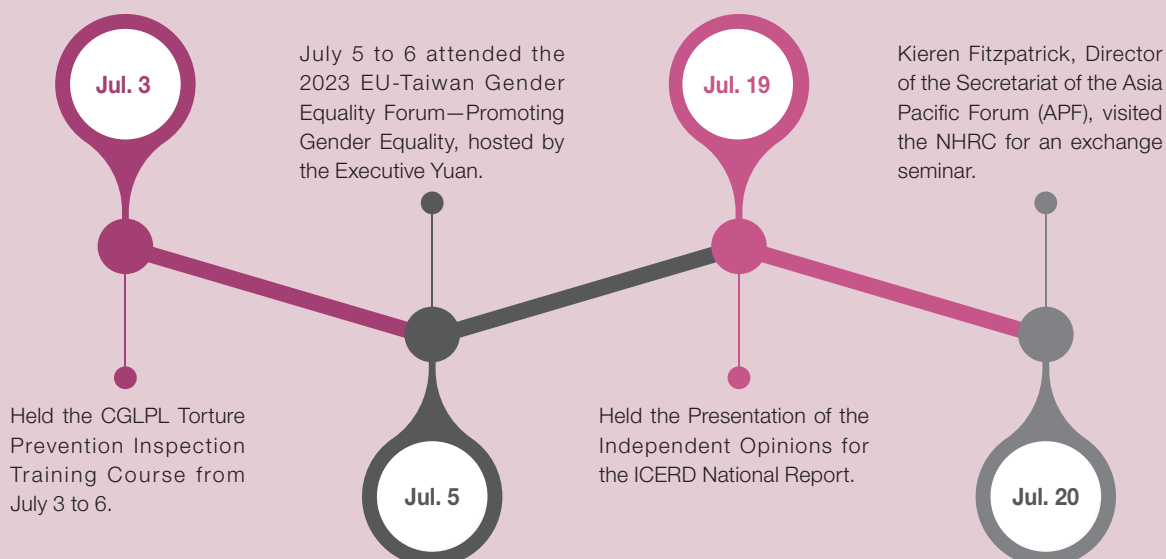 Jul. 3
Held the CGLPL Torture
Prevention Inspection
Training Course from
July 3 to 6.
July 5 to 6 attended the
2023 EU-Taiwan Gender
Equality Forum—Promoting
Gender Equality, hosted by
the Executive Yuan.
Jul. 5
Jul. 19
Held the Presentation of the
Independent Opinions for
the ICERD National Report.
Kieren Fitzpatrick, Director
of the Secretariat of the Asia
Pacific Forum (APF), visited
the NHRC for an exchange
seminar.
Jul. 20